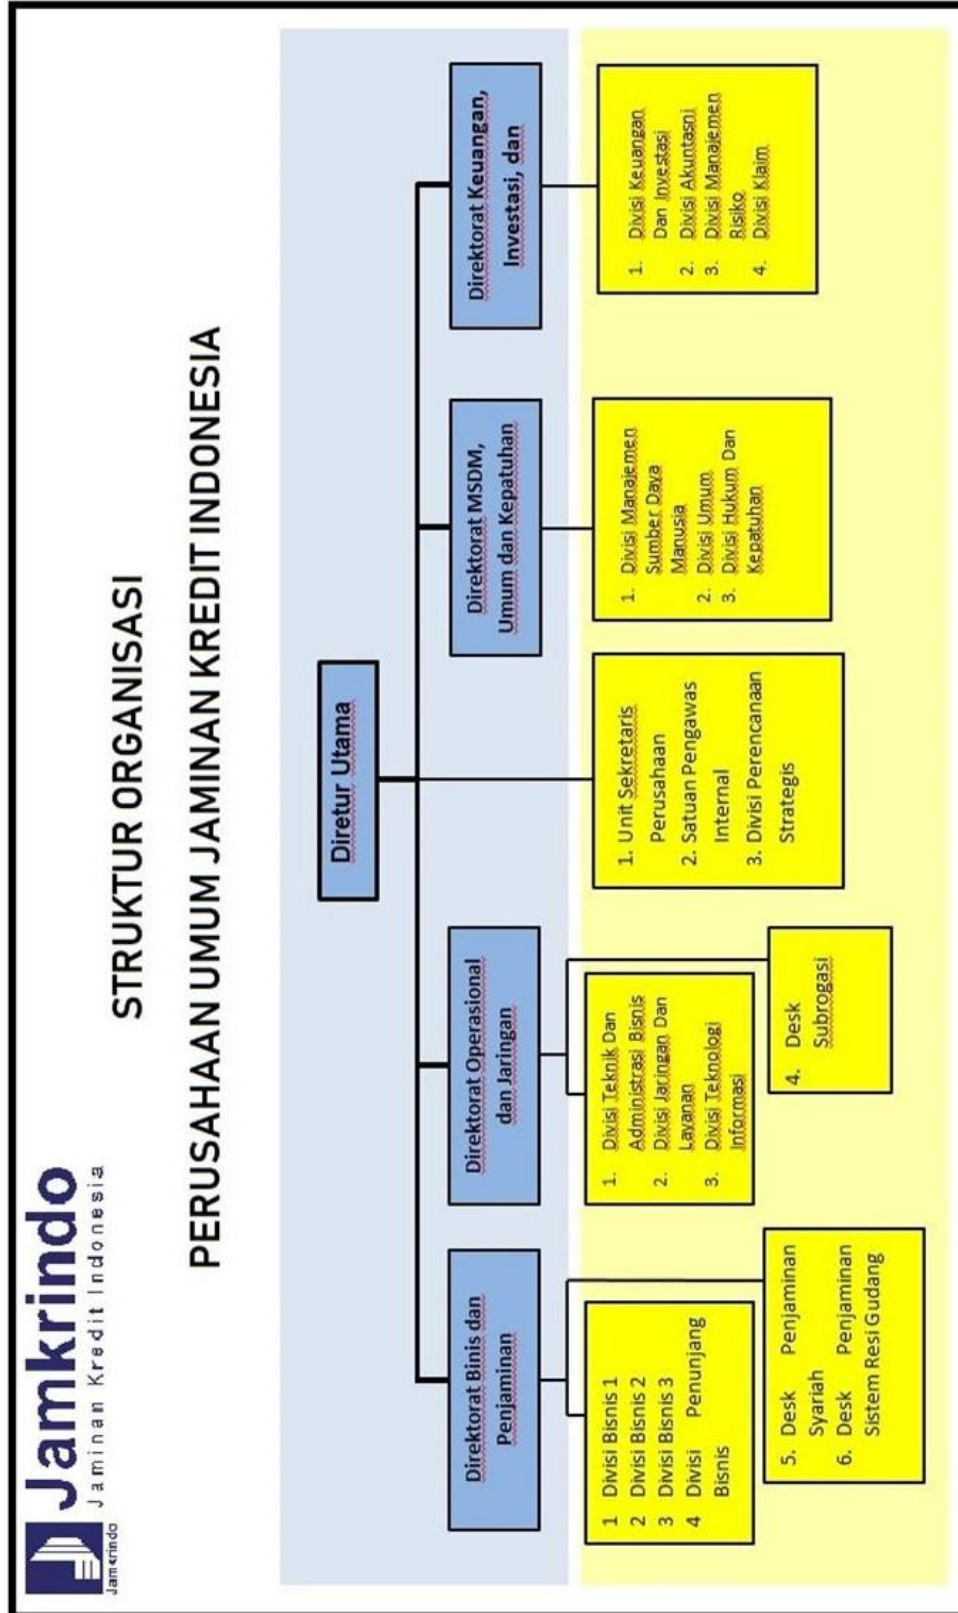 Jamkrindo
Jamkrindo
Jaminan Kredit Indonesia
STRUKTUR ORGANISASI
PERUSAHAAN UMUM JAMINAN KREDIT INDONESIA
Diretur Utama
Direktorat Binis dan
Penjaminan
Direktorat Operasional
dan Jaringan
Direktorat MSDM,
Umum dan Kepatuhan
Direktorat Keuangan,
Investasi, dan
1 Divisi Bisnis 1
2 Divisi Bisnis 2
3 Divisi Bisnis 3
4 Divisi Penunjang
Bisnis
5. Desk Penjaminan
Syariah
6. Desk Penjaminan
Sistem Resi Gudang
1. Divisi Teknik Dan
Administrasi Bisnis
2. Divisi Jaringan Dan
Layanan
3. Divisi Teknologi
Informasi
4. Desk
Subrogasi
1. Unit Sekretaris
Perusahaan
2. Satuan Pengawas
Internal
3. Divisi Perencanaan
Strategis
1. Divisi Manajemen
Sumber Daya
Manusia
2. Divisi Umum
3. Divisi Hukum Dan
Kepatuhan
1. Divisi Keuangan
Dan Investasi
2. Divisi Akuntasni
3. Divisi Manajemen
Risiko
4. Divisi Klaim